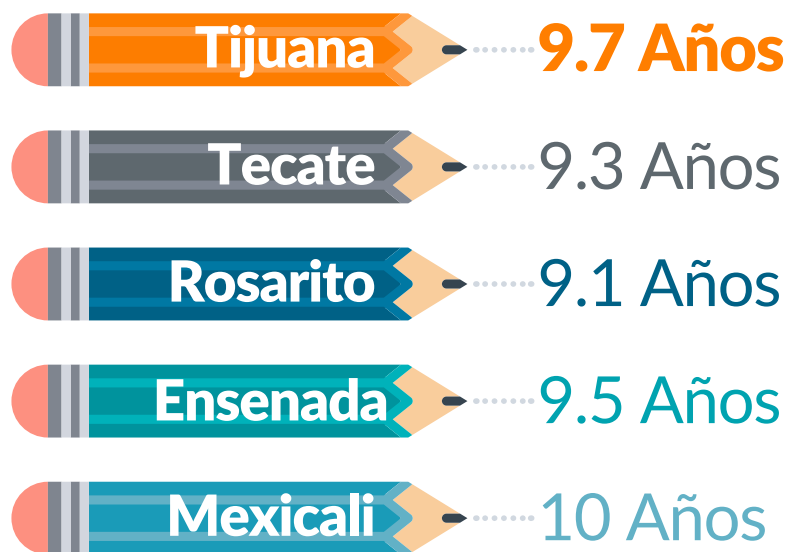 Tijuana 9.7 Años
Tecate 9.3 Años
Rosarito 9.1 Años
Ensenada 9.5 Años
Mexicali 10 Años